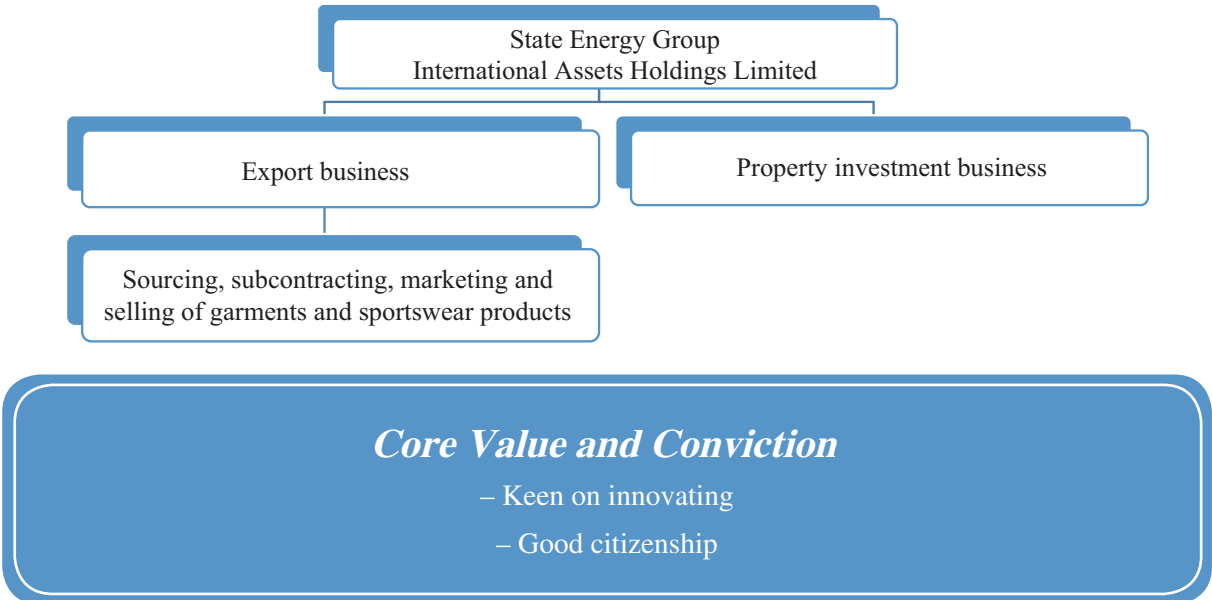 State Energy Group
International Assets Holdings Limited
Export business
Property investment business
Sourcing, subcontracting, marketing and
selling of garments and sportswear products
Core Value and Conviction
– Keen on innovating
– Good citizenship